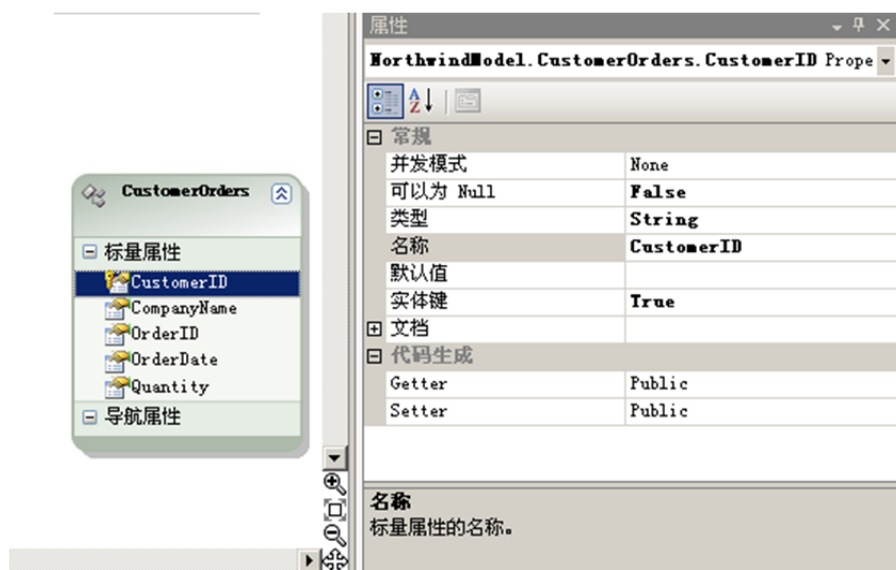 CustomerOrders
标量属性
CustomerID
CompanyName
OrderID
OrderDate
Quantity
导航属性
属性
NorthwindModel.CustomerOrders.CustomerID Prope
常规
并发模式 None
可以为 Null False
类型 String
名称 CustomerID
默认值
实体键 True
文档
代码生成
Getter Public
Setter Public
名称
标量属性的名称。